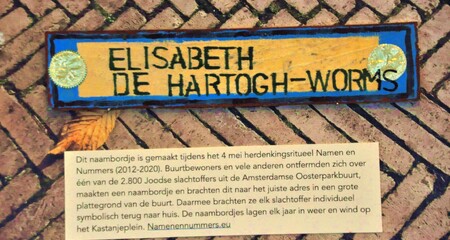 ELISABETH
DE HARTOGH-WORMS
Dit naambordje is gemaakt tijdens het 4 mei herdenkingsritueel Namen en
Nummers (2012-2020). Buurtbewoners en vele anderen ontfermden zich over
één van de 2.800 Joodse slachtoffers uit de Amsterdamse Oosterparkbuurt,
maakten een naambordje en brachten dit naar het juiste adres in een grote
plattegrond van de buurt. Daarmee brachten ze elk slachtoffer individueel
symbolisch terug naar huis. De naambordjes lagen elk jaar in weer en wind op
het Kastanjeplein. Namenennummers.eu